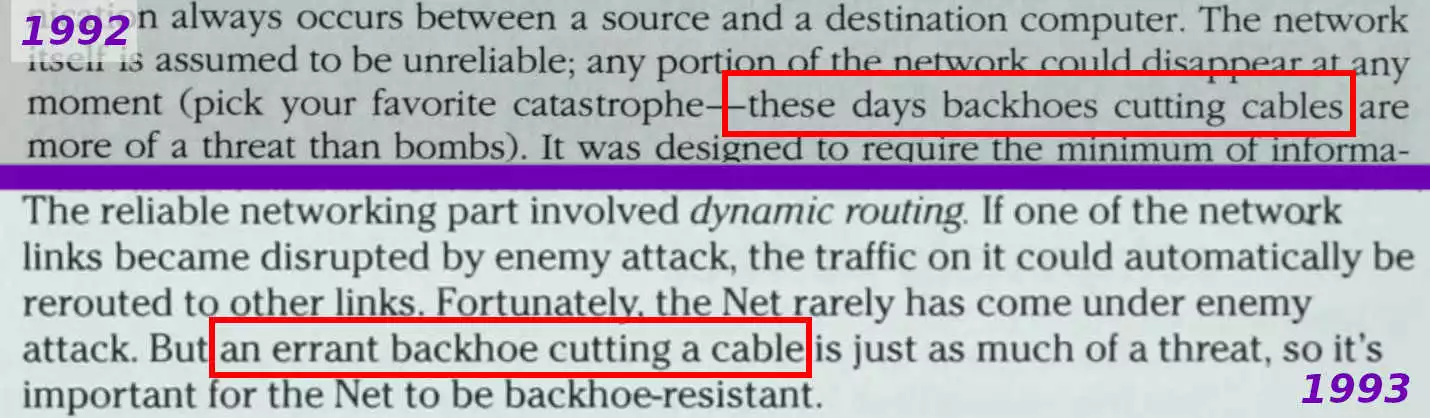 1992
n always occurs between a source and a destination computer. The network
itself is assumed to be unreliable; any portion of the network could disappear at any
moment (pick your favorite catastrophe—these days backhoes cutting cables are
more of a threat than bombs). It was designed to require the minimum of informa-
The reliable networking part involved dynamic routing. If one of the network
links became disrupted by enemy attack, the traffic on it could automatically be
rerouted to other links. Fortunately, the Net rarely has come under enemy
attack. But an errant backhoe cutting a cable is just as much of a threat, so it's
important for the Net to be backhoe-resistant.
1993